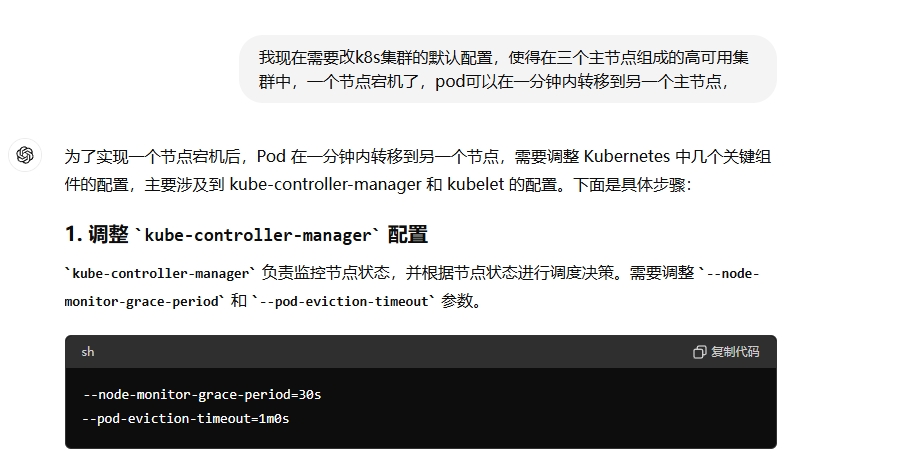 我现在需要改k8s集群的默认配置，使得在三个主节点组成的高可用集
群中，一个节点宕机了，pod可以在一分钟内转移到另一个主节点，
为了实现一个节点宕机后，Pod 在一分钟内转移到另一个节点，需要调整 Kubernetes 中几个关键组
件的配置，主要涉及到 kube-controller-manager 和 kubelet 的配置。下面是具体步骤：
1. 调整 `kube-controller-manager` 配置
`kube-controller-manager` 负责监控节点状态，并根据节点状态进行调度决策。需要调整 `--node-
monitor-grace-period` 和 `--pod-eviction-timeout` 参数。
sh 复制代码
--node-monitor-grace-period=30s
--pod-eviction-timeout=1m0s